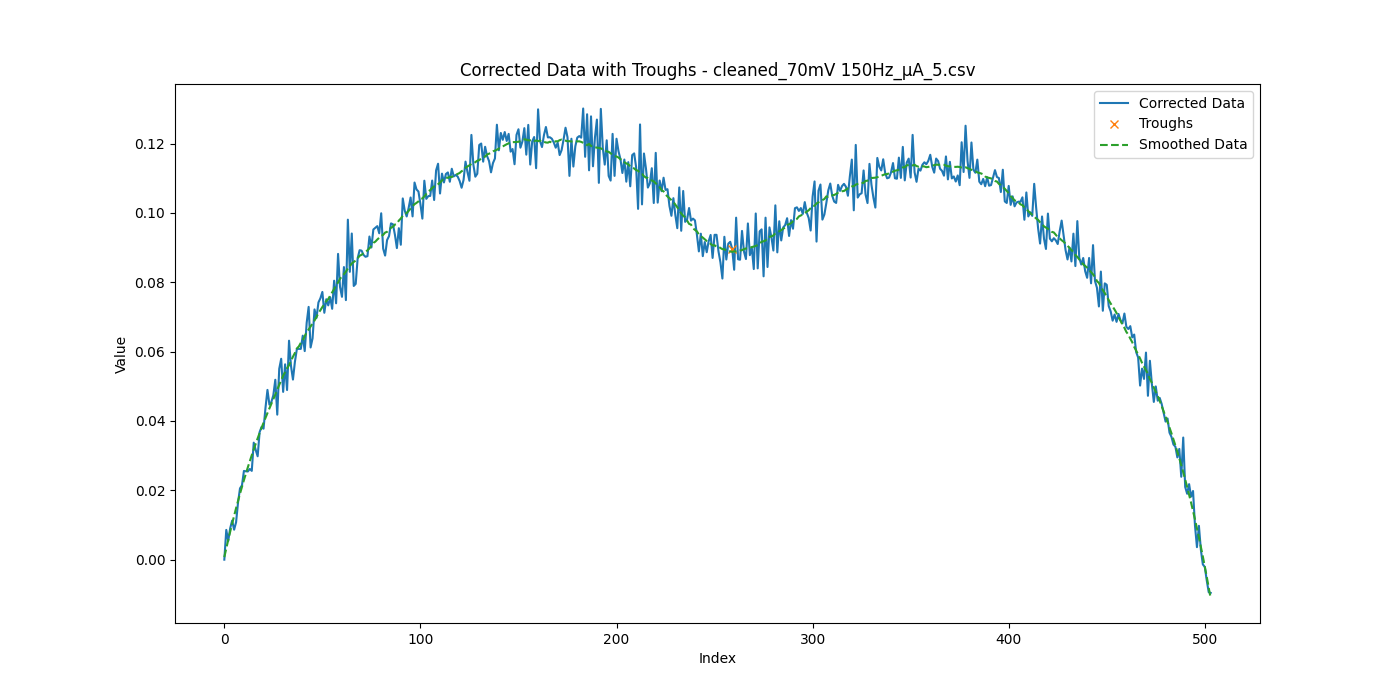 Corrected Data with Troughs - cleaned_70mV 150Hz_μA_5.csv
Corrected Data
Troughs
Smoothed Data
Value
0.12
0.10
0.08
0.06
0.04
0.02
0.00
0
100
200
300
400
500
Index